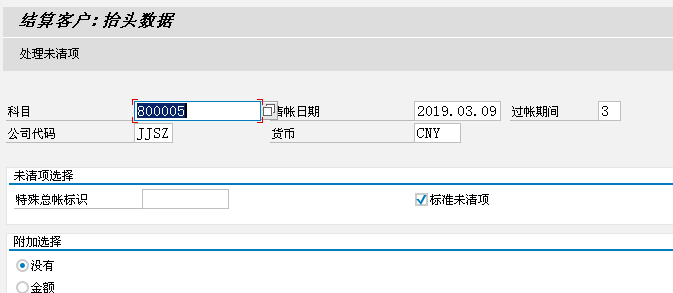 结算客户:抬头数据
处理未清项
科目 800005 清帐日期 2019.03.09 过帐期间 3
公司代码 JJSZ 货币 CNY
未清项选择
特殊总帐标识 标准未清项
附加选择
没有
金额